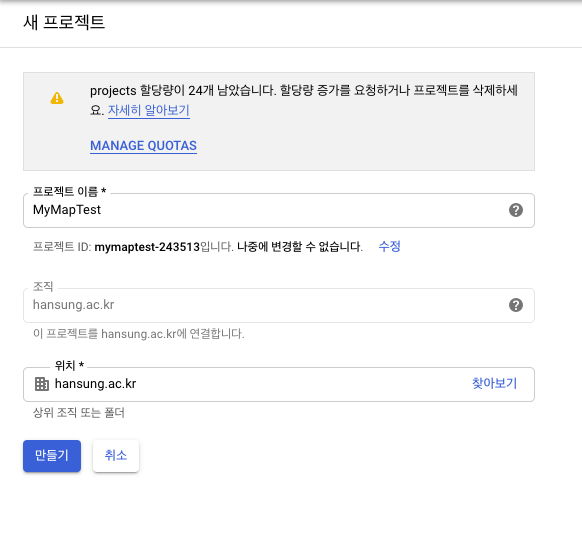 새 프로젝트
projects 할당량이 24개 남았습니다. 할당량 증가를 요청하거나 프로젝트를 삭제하세
요. 자세히 알아보기
MANAGE QUOTAS
프로젝트 이름 *
MyMapTest
프로젝트 ID: mymaptest-243513입니다. 나중에 변경할 수 없습니다. 수정
조직
hansung.ac.kr
이 프로젝트를 hansung.ac.kr에 연결합니다.
위치 *
hansung.ac.kr 찾아보기
상위 조직 또는 폴더
만들기 취소